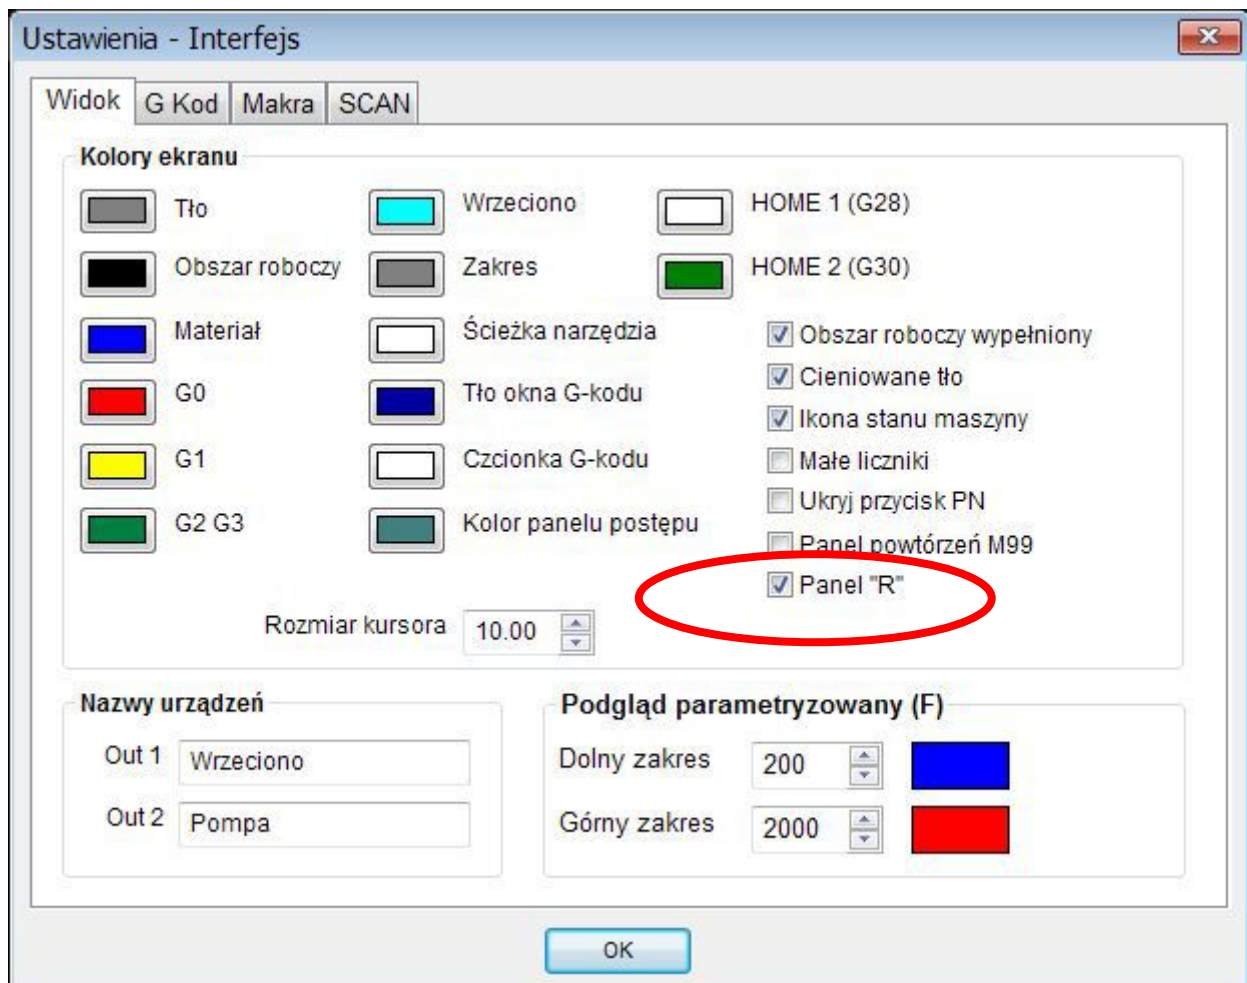 Ustawienia - Interfejs
Widok G Kod Makra SCAN
Kolory ekranu
Tło
Obszar roboczy
Materiał
G0
G1
G2 G3
Wrzeciono
Zakres
Ścieżka narzędzia
Tło okna G-kodu
Czcionka G-kodu
Kolor panelu postępu
HOME 1 (G28)
HOME 2 (G30)
Obszar roboczy wypełniony
Cieniowane tło
Ikona stanu maszyny
Małe liczniki
Ukryj przycisk PN
Panel powtórzeń M99
Panel "R"
Rozmiar kursora 10.00
Nazwy urządzeń
Out 1 Wrzeciono
Out 2 Pompa
Podgląd parametryzowany (F)
Dolny zakres 200
Górny zakres 2000
OK